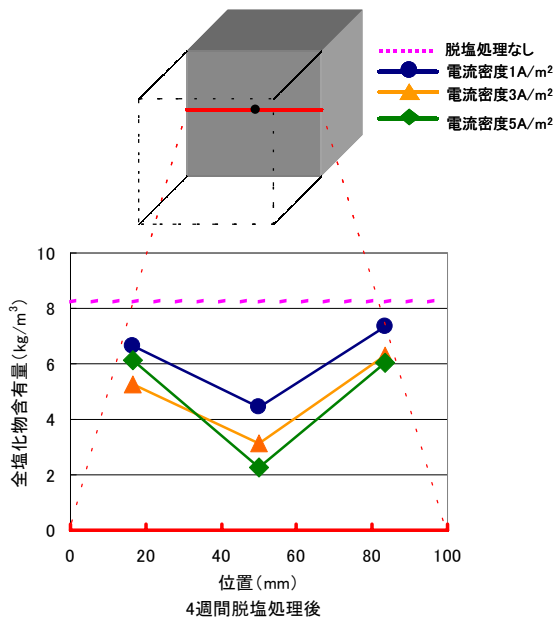 脱塩処理なし
電流密度1A/m²
電流密度3A/m²
電流密度5A/m²
10
8
6
4
2
0
全塩化物含有量(kg/m³)
0 20 40 60 80 100
位置(mm)
4週間脱塩処理後